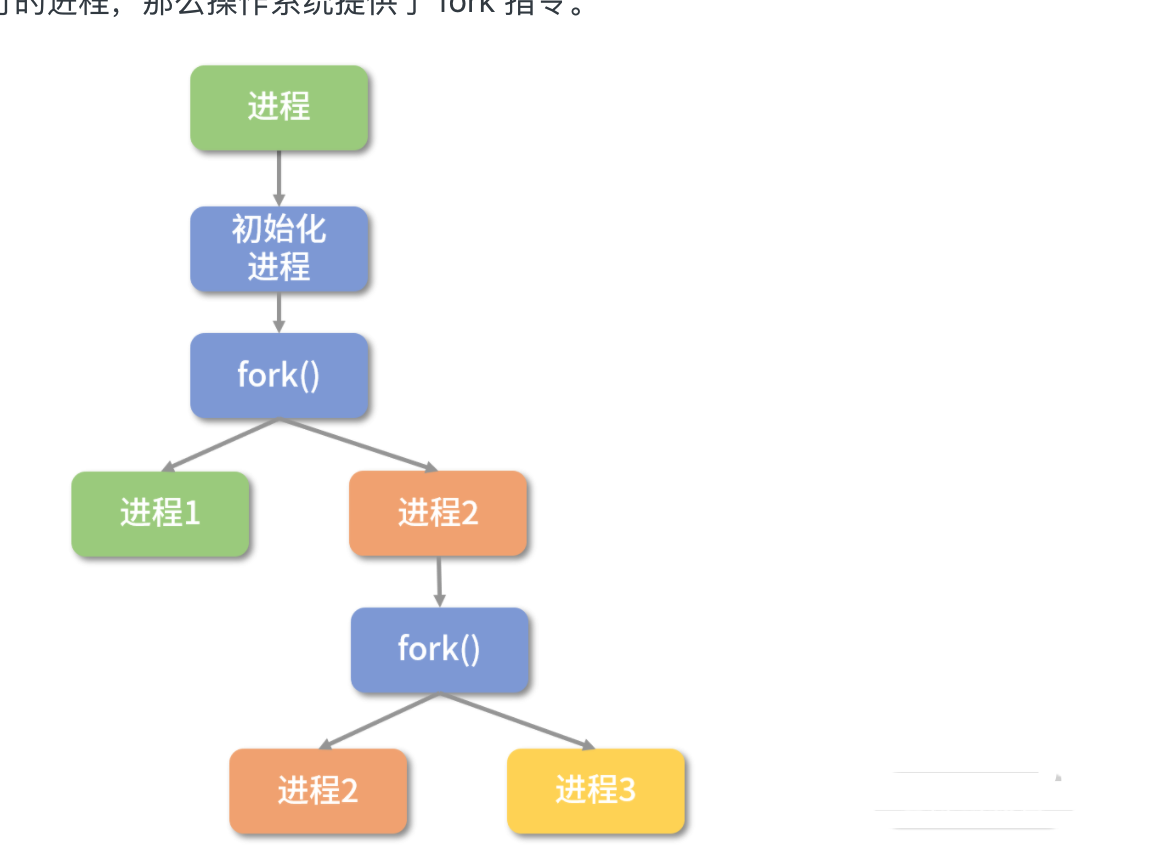 的进程，那么操作系统提供了 fork 指令。
进程
初始化
进程
fork()
进程1
进程2
fork()
进程2
进程3